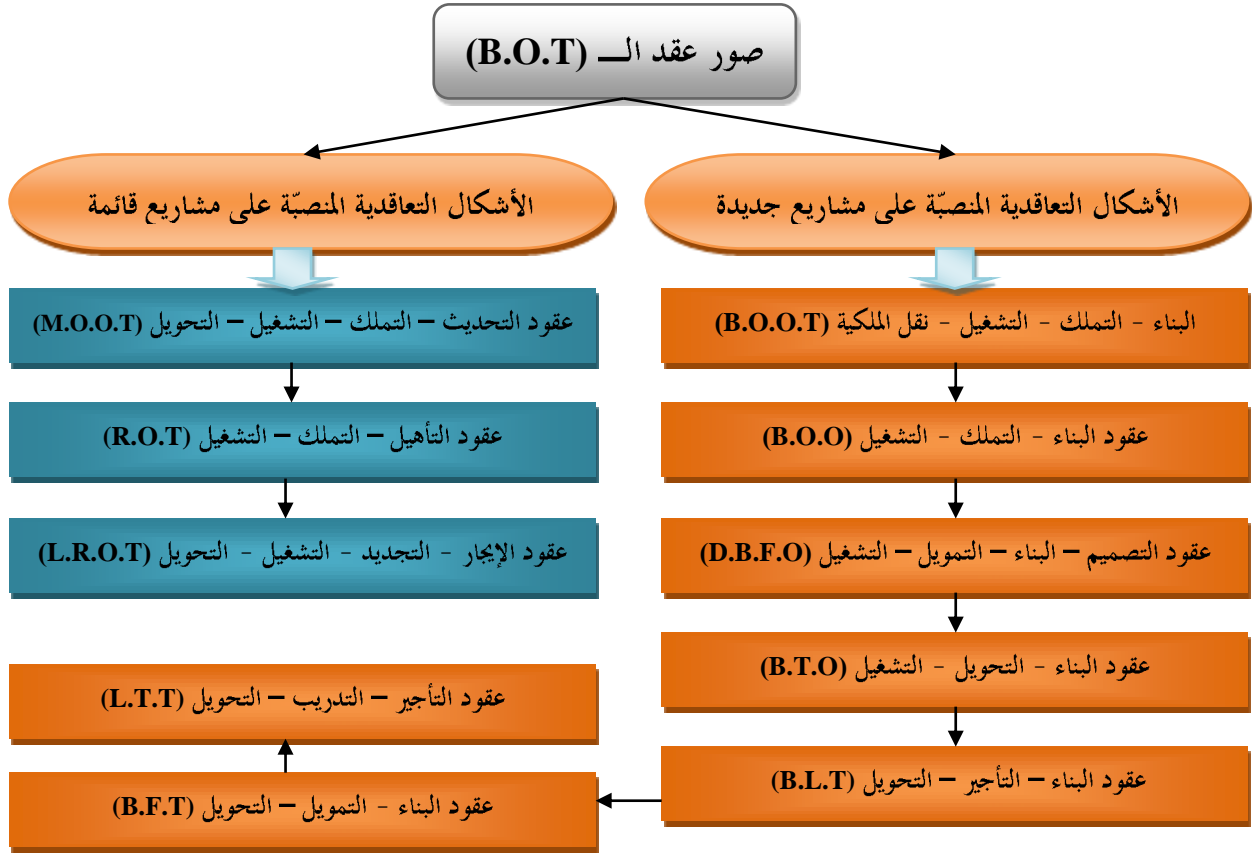 صور عقد الـــ (B.O.T)
الأشكال التعاقدية المنصبّة على مشاريع جديدة
الأشكال التعاقدية المنصبّة على مشاريع قائمة
البناء - التملك - التشغيل - نقل الملكية (B.O.O.T)
عقود البناء - التملك - التشغيل (B.O.O)
عقود التصميم – البناء – التمويل – التشغيل (D.B.F.O)
عقود البناء - التحويل - التشغيل (B.T.O)
عقود البناء – التأجير – التحويل (B.L.T)
عقود البناء - التمويل – التحويل (B.F.T)
عقود التأجير – التدريب – التحويل (L.T.T)
عقود التحديث – التملك – التشغيل – التحويل (M.O.O.T)
عقود التأهيل – التملك – التشغيل (R.O.T)
عقود الإيجار - التجديد - التشغيل - التحويل (L.R.O.T)